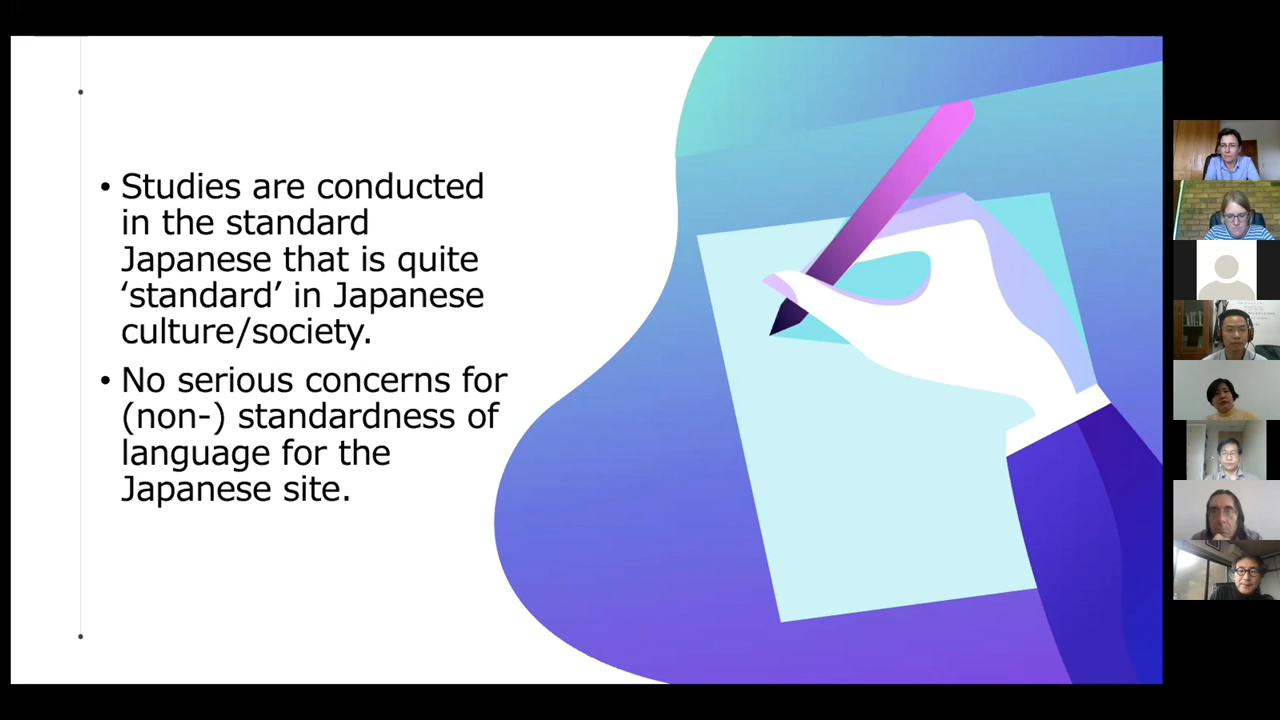 • Studies are conducted
in the standard
Japanese that is quite
‘standard’ in Japanese
culture/society.
• No serious concerns for
(non-) standardness of
language for the
Japanese site.